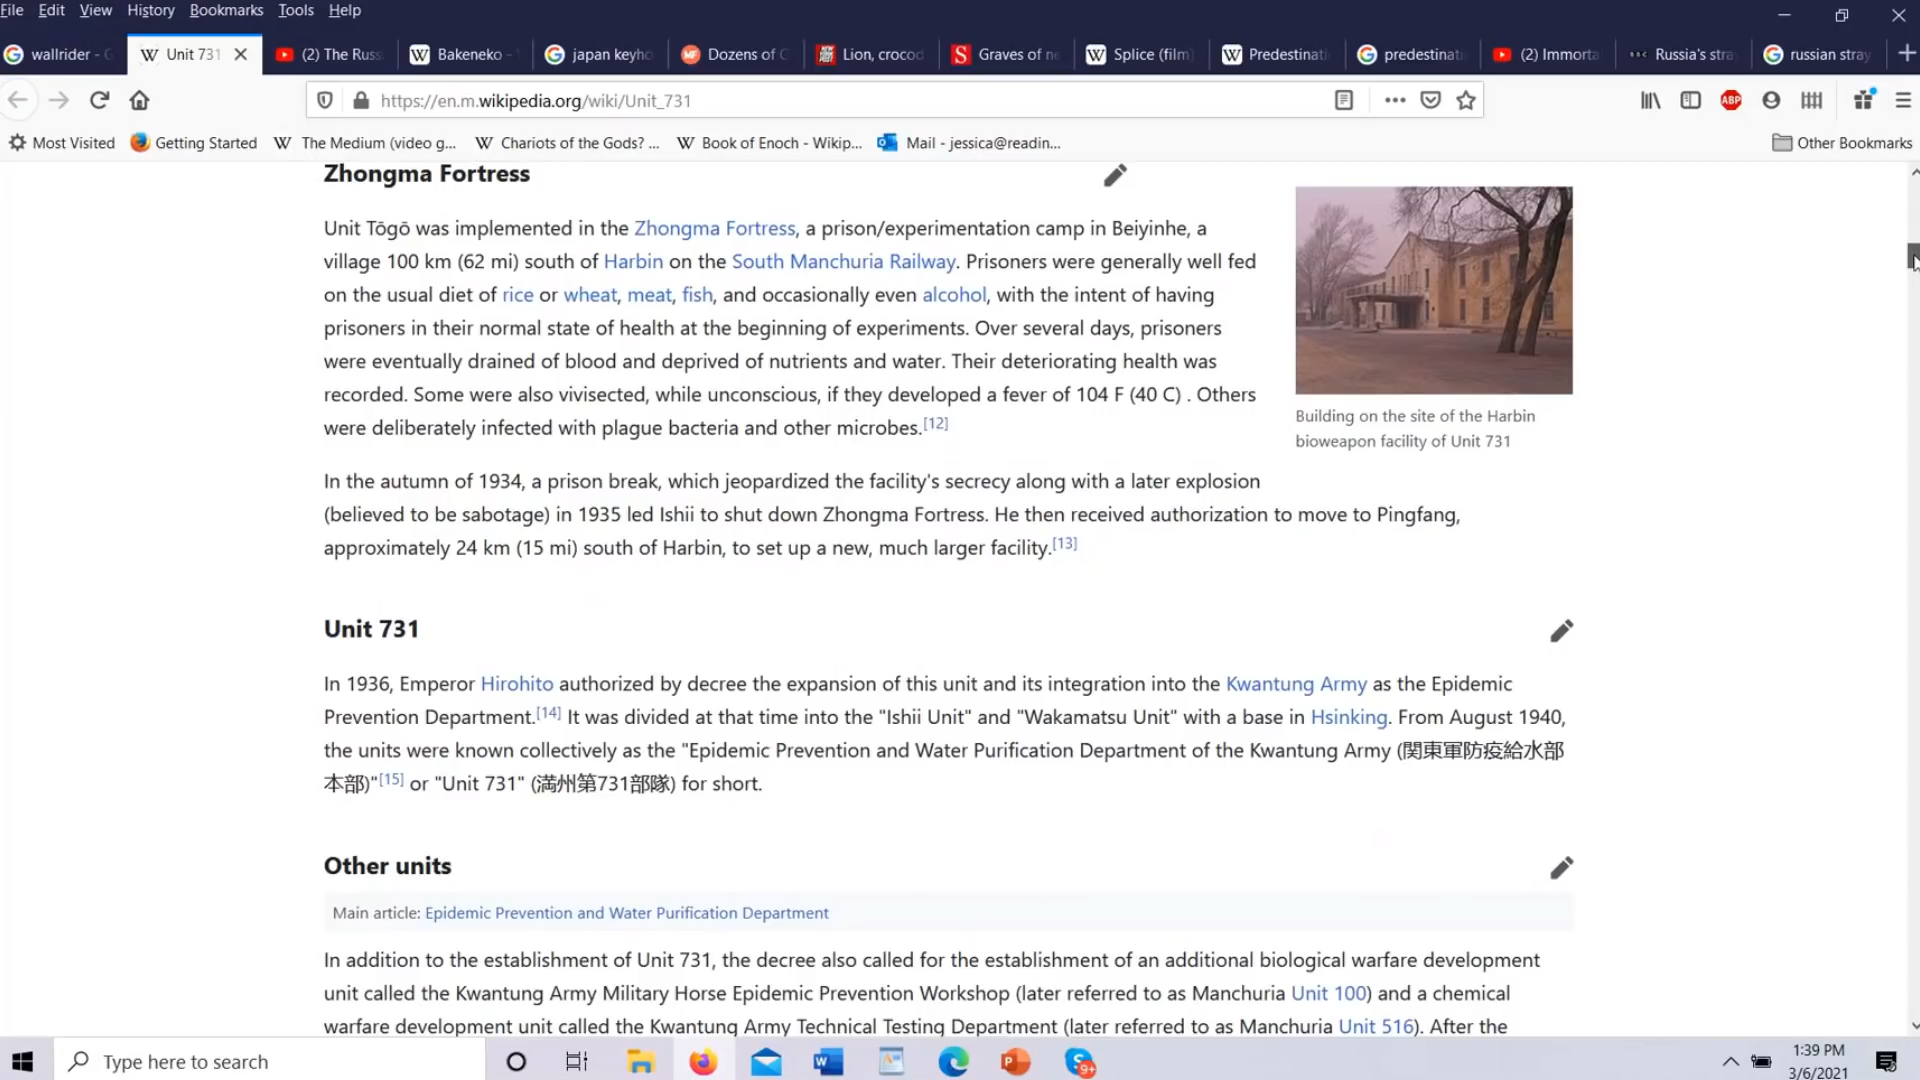 File Edit View History Bookmarks Tools Help
wallrider - G Unit 731 (2) The Russ Bakeneko - japan keyho Dozens of C Lion, crocod Graves of ne Splice (film) Predestinati predestinati (2) Immorta Russia's stra russian stray
https://en.m.wikipedia.org/wiki/Unit_731 ABP
Most Visited Getting Started The Medium (video g... Chariots of the Gods? ... Book of Enoch - Wikip... Mail - jessica@readin... Other Bookmarks
Zhongma Fortress
Unit Tōgō was implemented in the Zhongma Fortress, a prison/experimentation camp in Beiyinhe, a
village 100 km (62 mi) south of Harbin on the South Manchuria Railway. Prisoners were generally well fed
on the usual diet of rice or wheat, meat, fish, and occasionally even alcohol, with the intent of having
prisoners in their normal state of health at the beginning of experiments. Over several days, prisoners
were eventually drained of blood and deprived of nutrients and water. Their deteriorating health was
recorded. Some were also vivisected, while unconscious, if they developed a fever of 104 F (40 C) . Others
were deliberately infected with plague bacteria and other microbes.[12]
Building on the site of the Harbin
bioweapon facility of Unit 731
In the autumn of 1934, a prison break, which jeopardized the facility's secrecy along with a later explosion
(believed to be sabotage) in 1935 led Ishii to shut down Zhongma Fortress. He then received authorization to move to Pingfang,
approximately 24 km (15 mi) south of Harbin, to set up a new, much larger facility.[13]
Unit 731
In 1936, Emperor Hirohito authorized by decree the expansion of this unit and its integration into the Kwantung Army as the Epidemic
Prevention Department.[14] It was divided at that time into the "Ishii Unit" and "Wakamatsu Unit" with a base in Hsinking. From August 1940,
the units were known collectively as the "Epidemic Prevention and Water Purification Department of the Kwantung Army (関東軍防疫給水部
本部)"[15] or "Unit 731" (満州第731部隊) for short.
Other units
Main article: Epidemic Prevention and Water Purification Department
In addition to the establishment of Unit 731, the decree also called for the establishment of an additional biological warfare development
unit called the Kwantung Army Military Horse Epidemic Prevention Workshop (later referred to as Manchuria Unit 100) and a chemical
warfare development unit called the Kwantung Army Technical Testing Department (later referred to as Manchuria Unit 516). After the
Type here to search
1:39 PM
3/6/2021